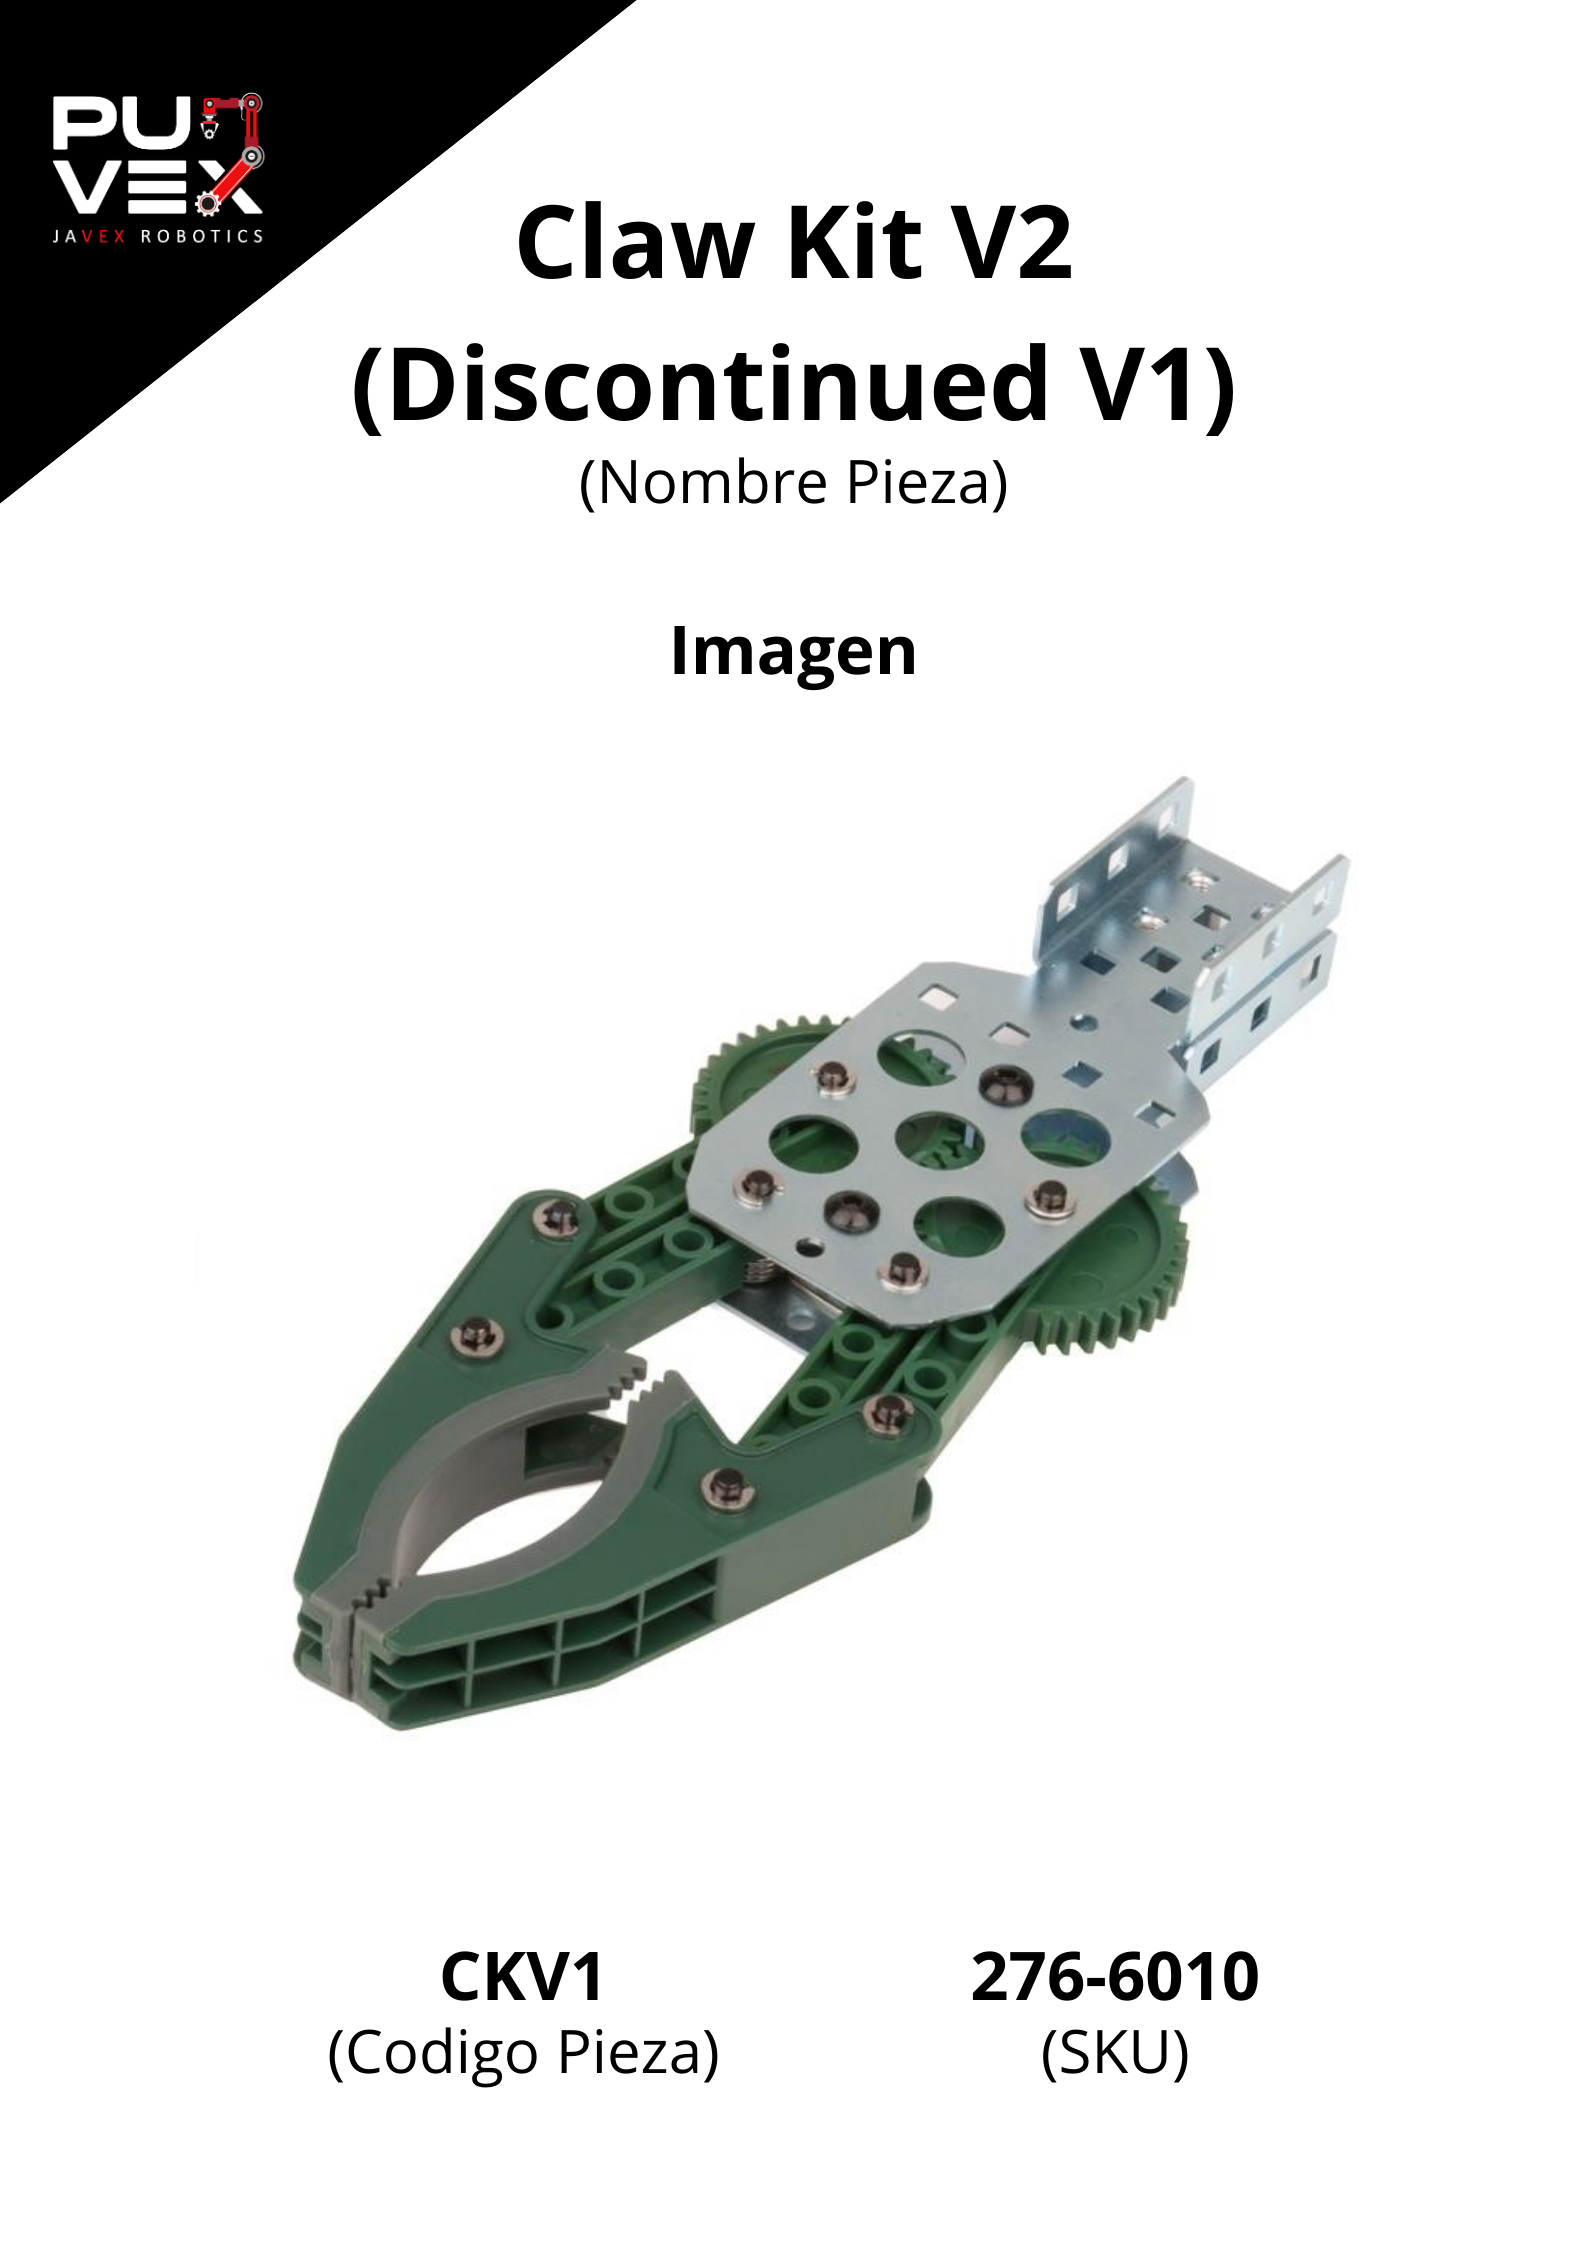 PU
VEX
JAVEX ROBOTICS
Claw Kit V2
(Discontinued V1)
(Nombre Pieza)
Imagen
CKV1
(Codigo Pieza)
276-6010
(SKU)